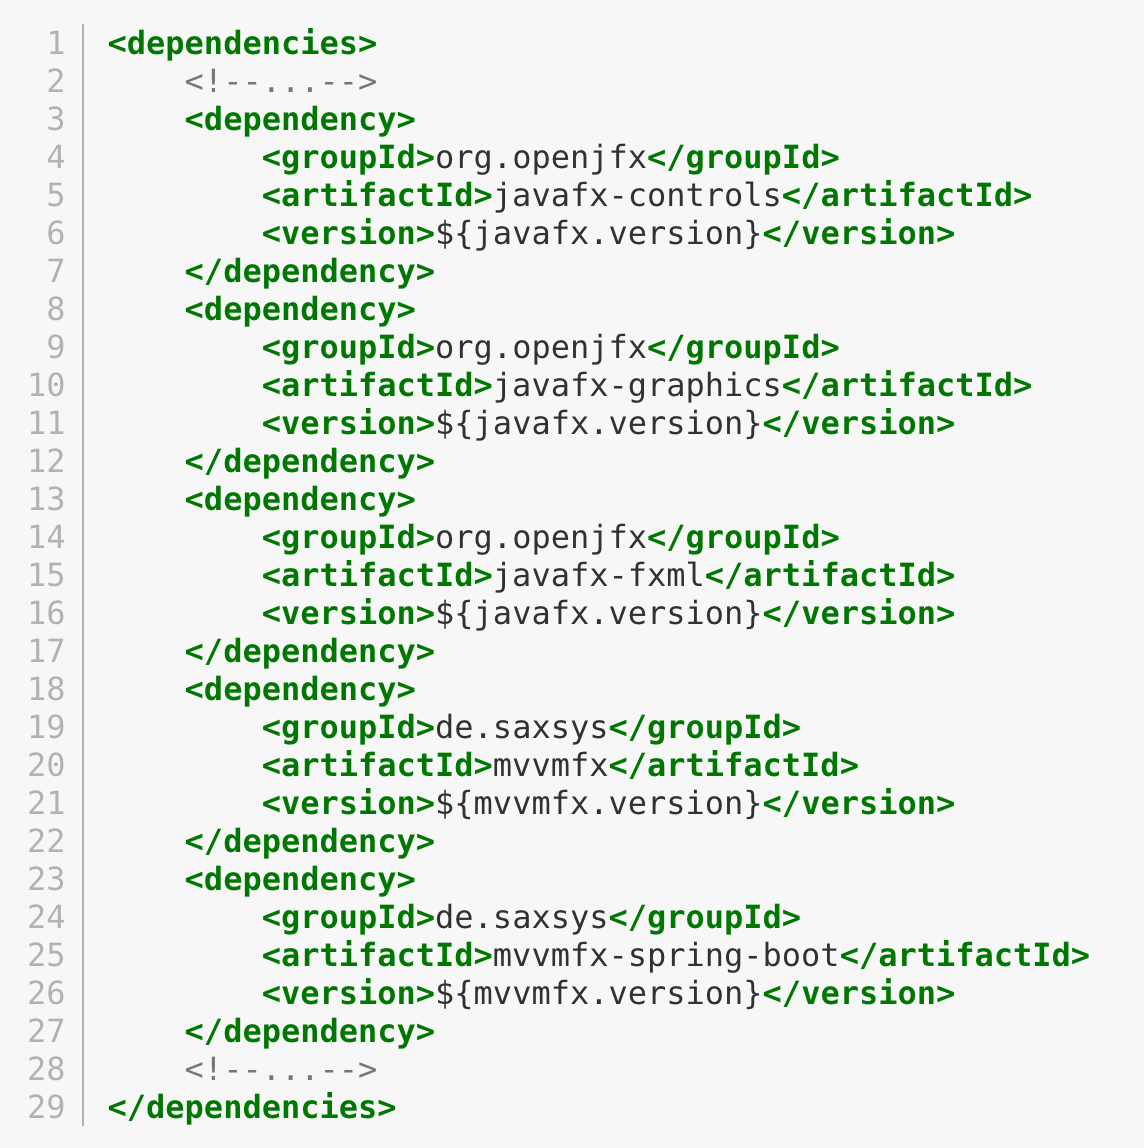 1 <dependencies>
2     <!--...-->
3     <dependency>
4         <groupId>org.openjfx</groupId>
5         <artifactId>javafx-controls</artifactId>
6         <version>${javafx.version}</version>
7     </dependency>
8     <dependency>
9         <groupId>org.openjfx</groupId>
10         <artifactId>javafx-graphics</artifactId>
11         <version>${javafx.version}</version>
12     </dependency>
13     <dependency>
14         <groupId>org.openjfx</groupId>
15         <artifactId>javafx-fxml</artifactId>
16         <version>${javafx.version}</version>
17     </dependency>
18     <dependency>
19         <groupId>de.saxsys</groupId>
20         <artifactId>mvvmfx</artifactId>
21         <version>${mvvmfx.version}</version>
22     </dependency>
23     <dependency>
24         <groupId>de.saxsys</groupId>
25         <artifactId>mvvmfx-spring-boot</artifactId>
26         <version>${mvvmfx.version}</version>
27     </dependency>
28     <!--...-->
29 </dependencies>